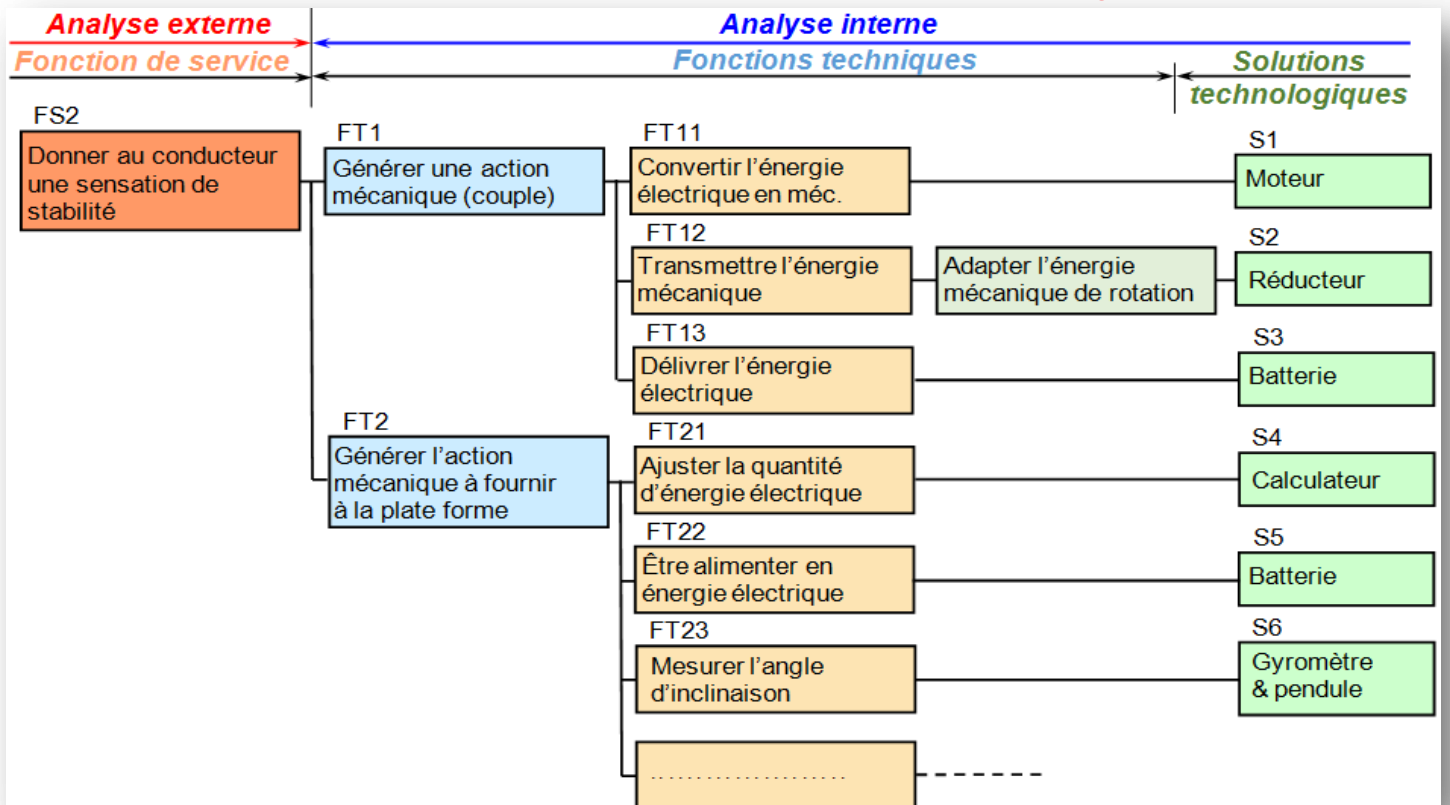 Analyse externe
Analyse interne
Fonction de service
Fonctions techniques
Solutions
technologiques
FS2
Donner au conducteur
une sensation de
stabilité
FT1
Générer une action
mécanique (couple)
FT11
Convertir l'énergie
électrique en méc.
S1
Moteur
FT12
Transmettre l'énergie
mécanique
Adapter l'énergie
mécanique de rotation
S2
Réducteur
FT13
Délivrer l'énergie
électrique
S3
Batterie
FT2
Générer l'action
mécanique à fournir
à la plate forme
FT21
Ajuster la quantité
d'énergie électrique
S4
Calculateur
FT22
Être alimenter en
énergie électrique
S5
Batterie
FT23
Mesurer l'angle
d'inclinaison
S6
Gyromètre
& pendule
.....................